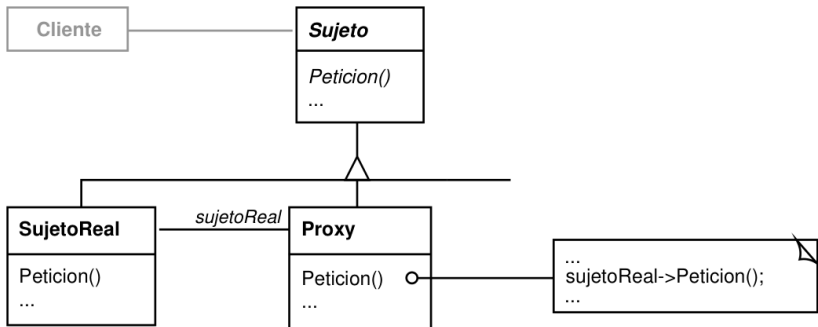 Cliente
Sujeto
Peticion()
...
SujetoReal
Peticion()
...
sujetoReal
Proxy
Peticion()
...
...
sujetoReal->Peticion();
...